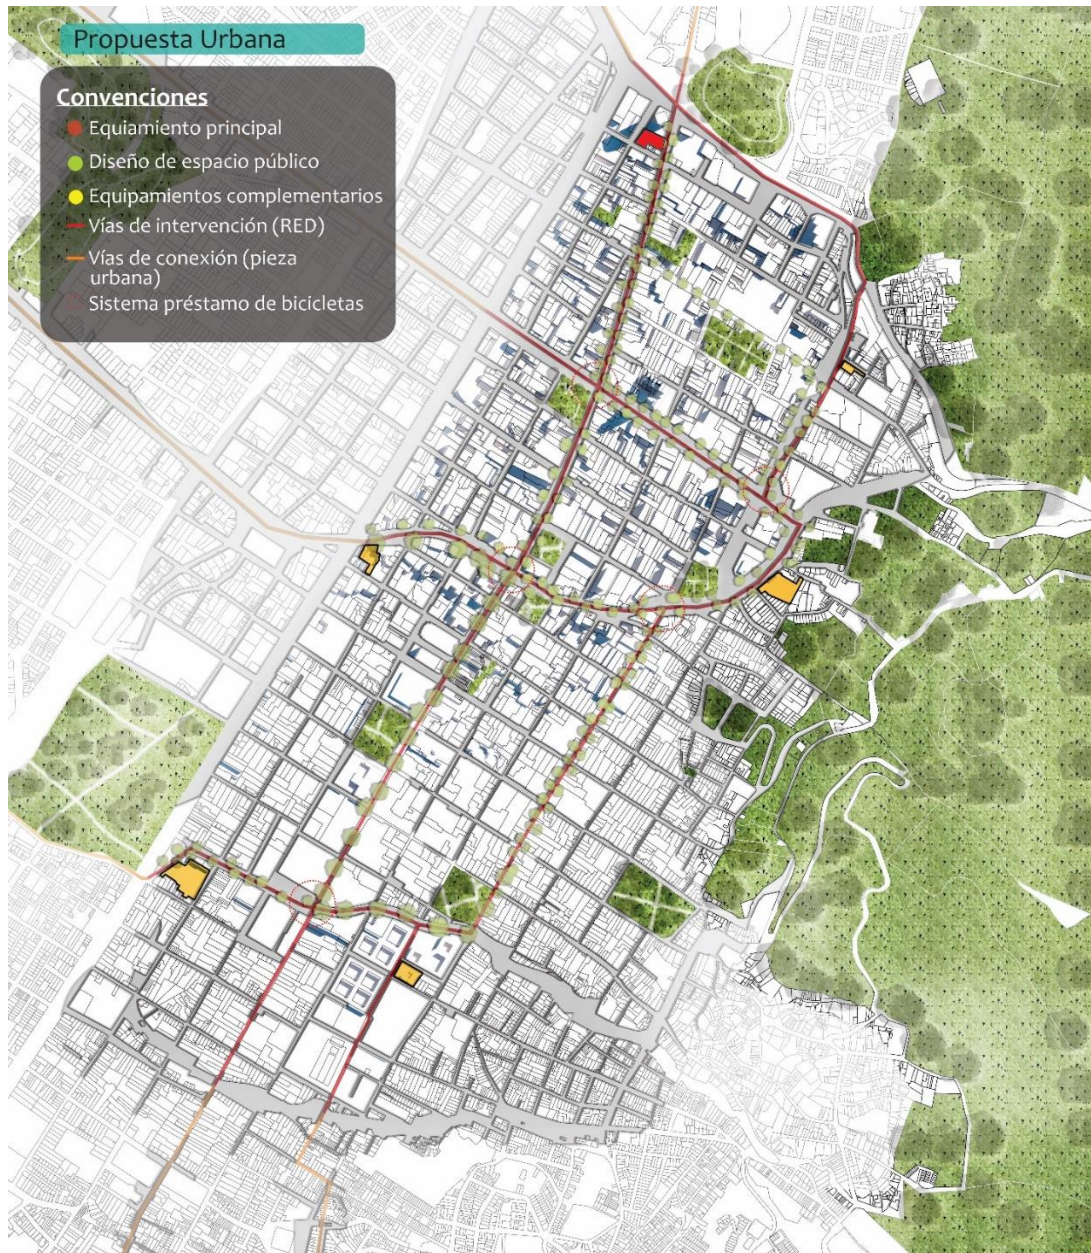 Propuesta Urbana
Convenciones
Equiamiento principal
Diseño de espacio público
Equipamientos complementarios
Vías de intervención (RED)
Vías de conexión (pieza
urbana)
Sistema préstamo de bicicletas